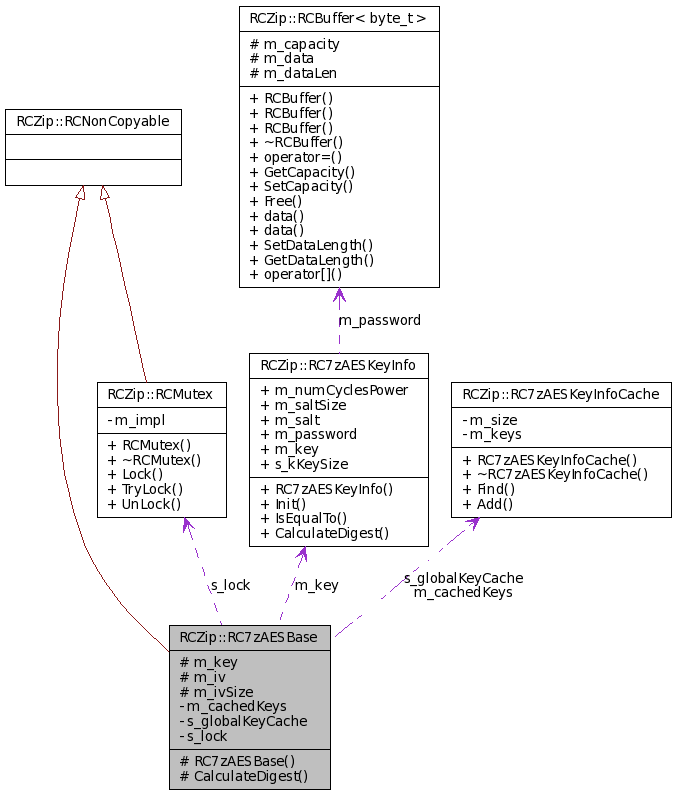 RCZip::RCBuffer< byte_t >
# m_capacity
# m_data
# m_dataLen
+ RCBuffer()
+ RCBuffer()
+ RCBuffer()
+ ~RCBuffer()
+ operator=()
+ GetCapacity()
+ SetCapacity()
+ Free()
+ data()
+ data()
+ SetDataLength()
+ GetDataLength()
+ operator[]()
RCZip::RCNonCopyable
m_password
RCZip::RCMutex
- m_impl
+ RCMutex()
+ ~RCMutex()
+ Lock()
+ TryLock()
+ UnLock()
RCZip::RC7zAESKeyInfo
+ m_numCyclesPower
+ m_saltSize
+ m_salt
+ m_password
+ m_key
+ s_kKeySize
+ RC7zAESKeyInfo()
+ Init()
+ IsEqualTo()
+ CalculateDigest()
RCZip::RC7zAESKeyInfoCache
- m_size
- m_keys
+ RC7zAESKeyInfoCache()
+ ~RC7zAESKeyInfoCache()
+ Find()
+ Add()
s_lock
m_key
s_globalKeyCache
m_cachedKeys
RCZip::RC7zAESBase
# m_key
# m_iv
# m_ivSize
- m_cachedKeys
- s_globalKeyCache
- s_lock
# RC7zAESBase()
# CalculateDigest()